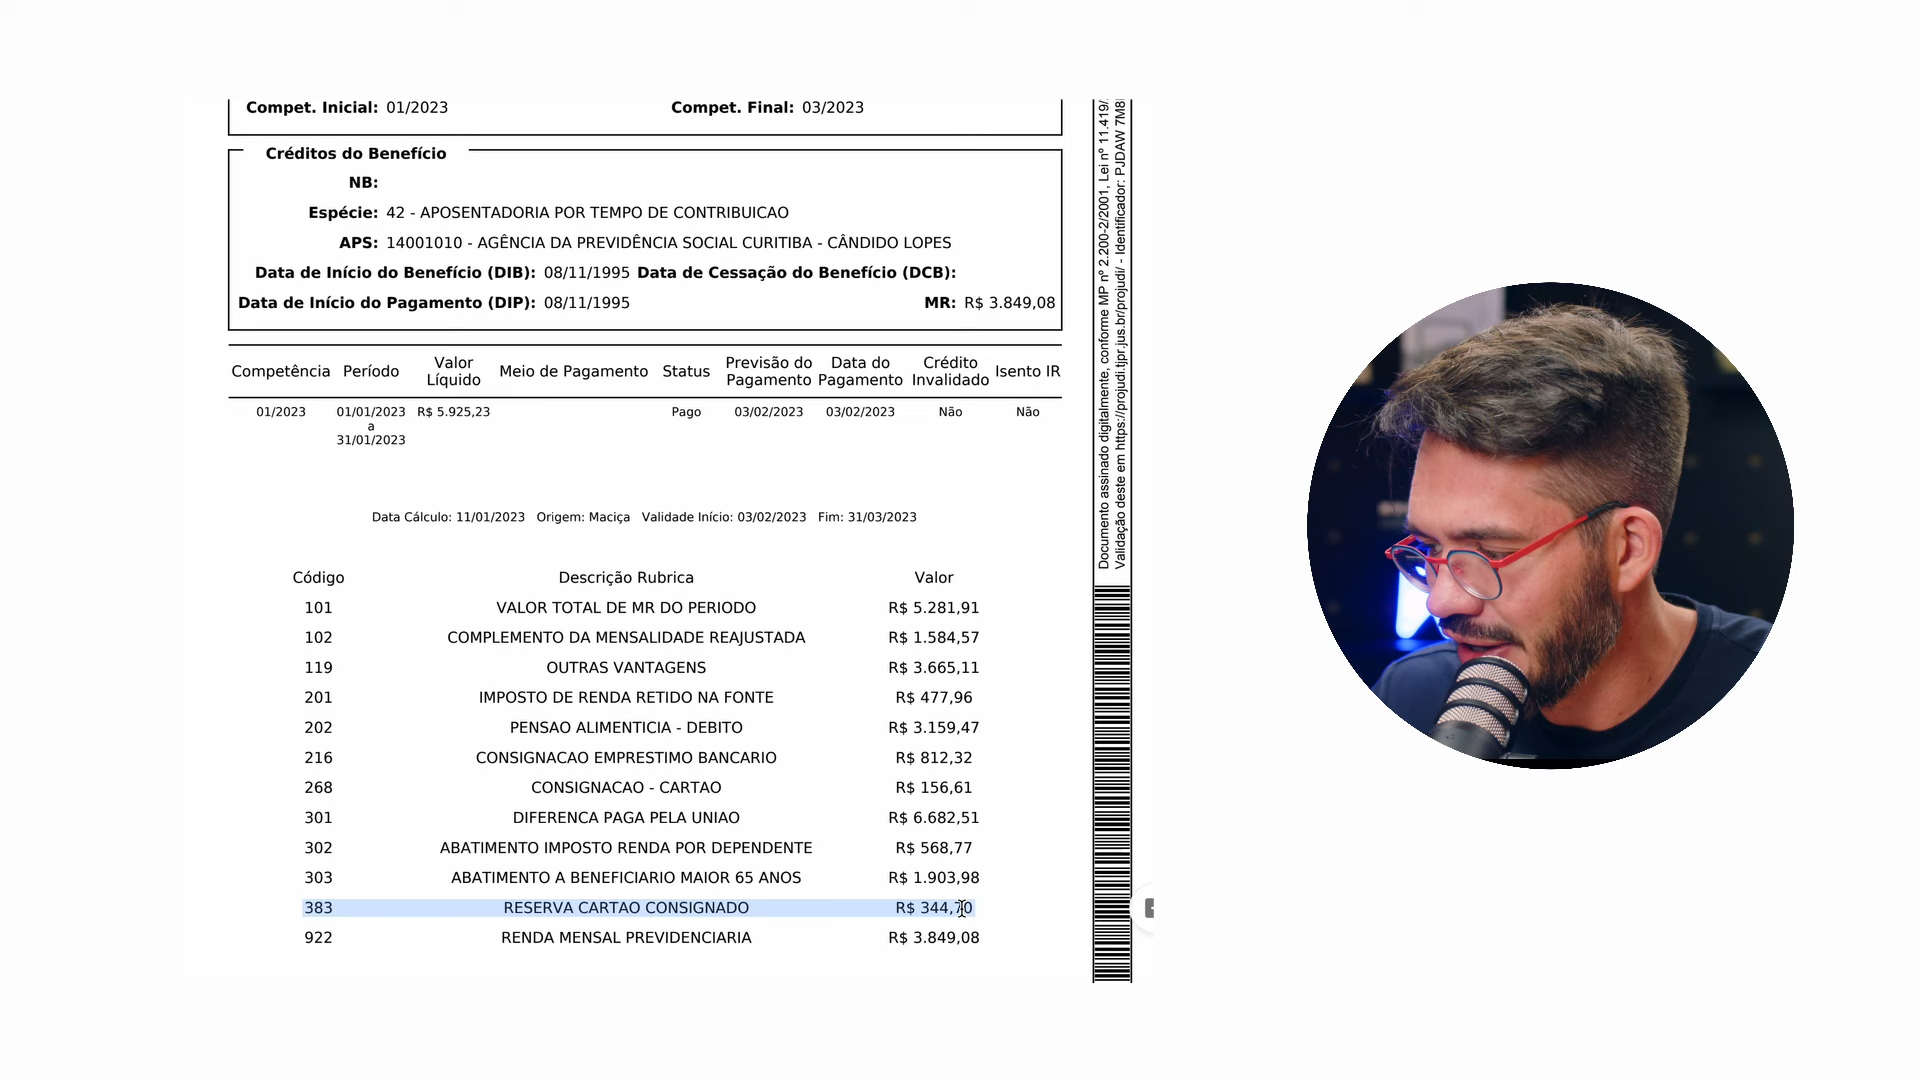 Compet. Inicial: 01/2023 Compet. Final: 03/2023
Créditos do Benefício
NB:
Espécie: 42 - APOSENTADORIA POR TEMPO DE CONTRIBUICAO
APS: 14001010 - AGÊNCIA DA PREVIDÊNCIA SOCIAL CURITIBA - CÂNDIDO LOPES
Data de Início do Benefício (DIB): 08/11/1995 Data de Cessação do Benefício (DCB):
Data de Início do Pagamento (DIP): 08/11/1995 MR: R$ 3.849,08
Competência Período Valor Líquido Meio de Pagamento Status Previsão do Pagamento Data do Pagamento Crédito Invalidado Isento IR
01/2023 01/01/2023 R$ 5.925,23 Pago 03/02/2023 03/02/2023 Não Não
a
31/01/2023
Data Cálculo: 11/01/2023 Origem: Maciça Validade Início: 03/02/2023 Fim: 31/03/2023
Código Descrição Rubrica Valor
101 VALOR TOTAL DE MR DO PERIODO R$ 5.281,91
102 COMPLEMENTO DA MENSALIDADE REAJUSTADA R$ 1.584,57
119 OUTRAS VANTAGENS R$ 3.665,11
201 IMPOSTO DE RENDA RETIDO NA FONTE R$ 477,96
202 PENSAO ALIMENTICIA - DEBITO R$ 3.159,47
216 CONSIGNACAO EMPRESTIMO BANCARIO R$ 812,32
268 CONSIGNACAO - CARTAO R$ 156,61
301 DIFERENCA PAGA PELA UNIAO R$ 6.682,51
302 ABATIMENTO IMPOSTO RENDA POR DEPENDENTE R$ 568,77
303 ABATIMENTO A BENEFICIARIO MAIOR 65 ANOS R$ 1.903,98
383 RESERVA CARTAO CONSIGNADO R$ 344,70
922 RENDA MENSAL PREVIDENCIARIA R$ 3.849,08
Documento assinado digitalmente, conforme MP nº 2.200-2/2001, Lei nº 11.419/
Validação deste em https://projudi.tjpr.jus.br/projudi/ - Identificador: PJDAW 7M8